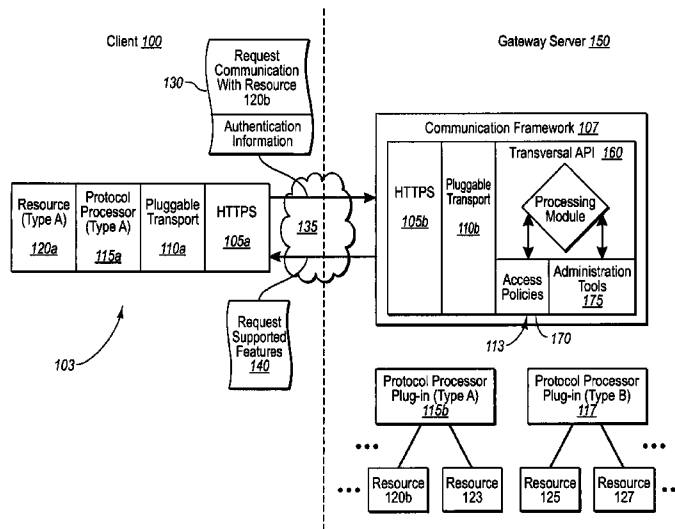 Client 100
Gateway Server 150
130
Request
Communication
With Resource
120b
Authentication
Information
Communication Framework 107
Transversal API 160
HTTPS
105b
Pluggable
Transport
110b
Processing
Module
Access
Policies
Administration
Tools
175
113
170
Resource
(Type A)
120a
Protocol
Processor
(Type A)
115a
Pluggable
Transport
110a
HTTPS
105a
135
Request
Supported
Features
140
103
Protocol Processor
Plug-in (Type A)
115b
Protocol Processor
Plug-in (Type B)
117
Resource
120b
Resource
123
Resource
125
Resource
127